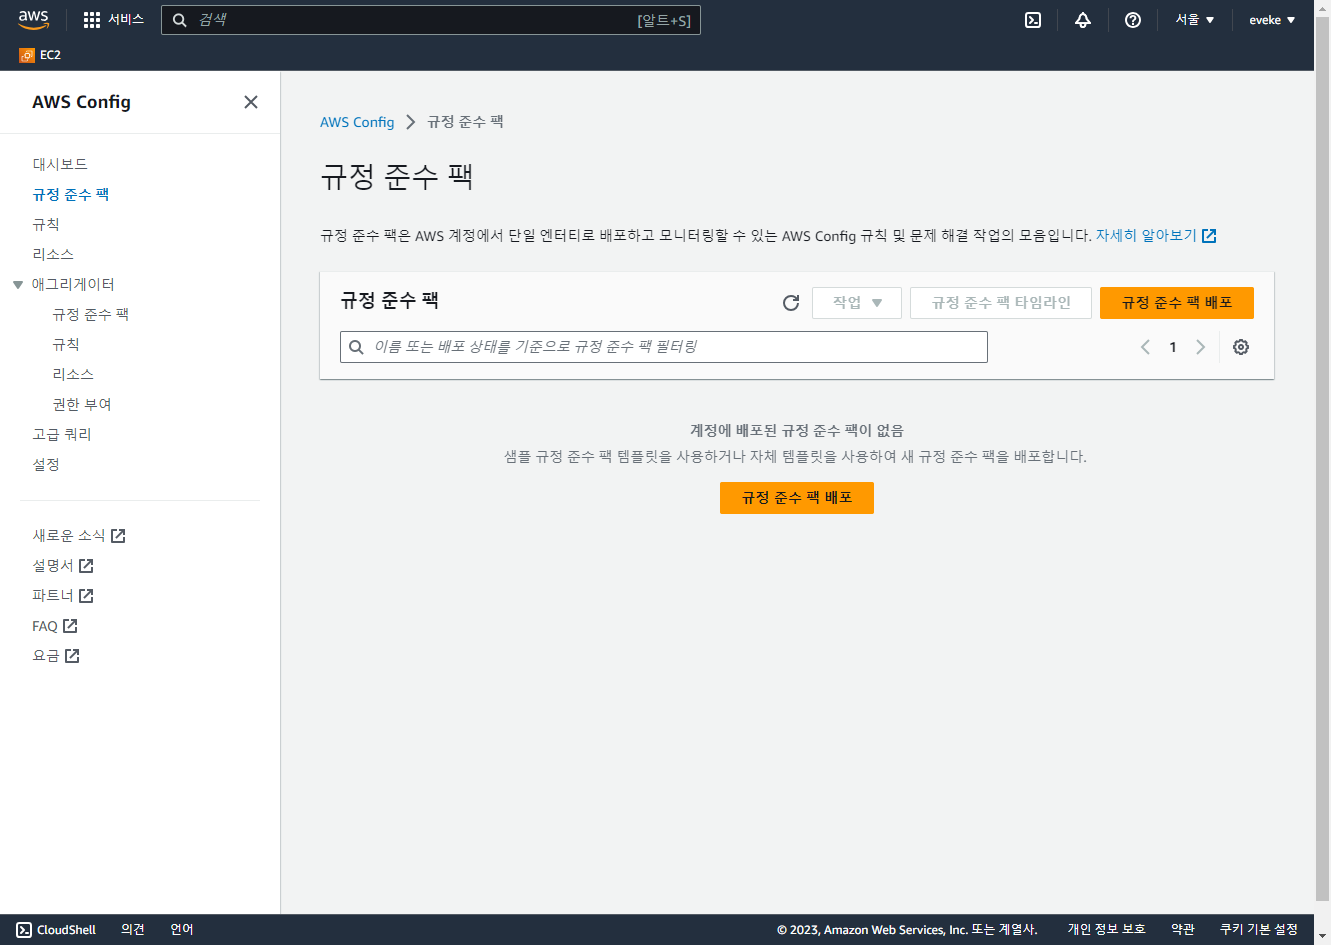 aws
서비스
검색
[알트+S]
서울
eveke
EC2
AWS Config
대시보드
규정 준수 팩
규칙
리소스
애그리게이터
규정 준수 팩
규칙
리소스
권한 부여
고급 쿼리
설정
새로운 소식
설명서
파트너
FAQ
요금
AWS Config > 규정 준수 팩
규정 준수 팩
규정 준수 팩은 AWS 계정에서 단일 엔터티로 배포하고 모니터링할 수 있는 AWS Config 규칙 및 문제 해결 작업의 모음입니다. 자세히 알아보기
규정 준수 팩
작업
규정 준수 팩 타임라인
규정 준수 팩 배포
이름 또는 배포 상태를 기준으로 규정 준수 팩 필터링
1
계정에 배포된 규정 준수 팩이 없음
샘플 규정 준수 팩 템플릿을 사용하거나 자체 템플릿을 사용하여 새 규정 준수 팩을 배포합니다.
규정 준수 팩 배포
CloudShell
의견
언어
© 2023, Amazon Web Services, Inc. 또는 계열사.
개인 정보 보호
약관
쿠키 기본 설정